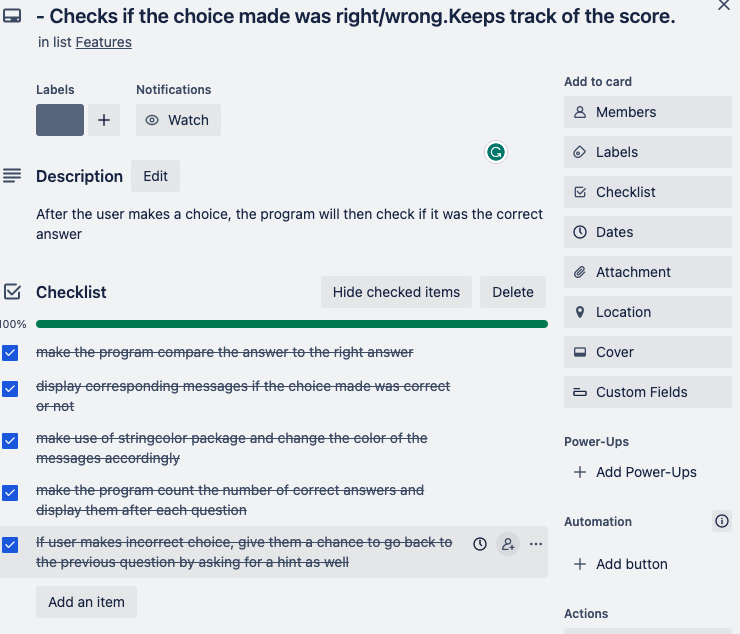 - Checks if the choice made was right/wrong.Keeps track of the score.
in list Features
Labels
Notifications
+
Watch
Description
Edit
After the user makes a choice, the program will then check if it was the correct
answer
Checklist
Hide checked items
Delete
100%
make the program compare the answer to the right answer
display corresponding messages if the choice made was correct
or not
make use of stringcolor package and change the color of the
messages accordingly
make the program count the number of correct answers and
display them after each question
If user makes incorrect choice, give them a chance to go back to
the previous question by asking for a hint as well
Add an item
Add to card
Members
Labels
Checklist
Dates
Attachment
Location
Cover
Custom Fields
Power-Ups
+ Add Power-Ups
Automation
+ Add button
Actions